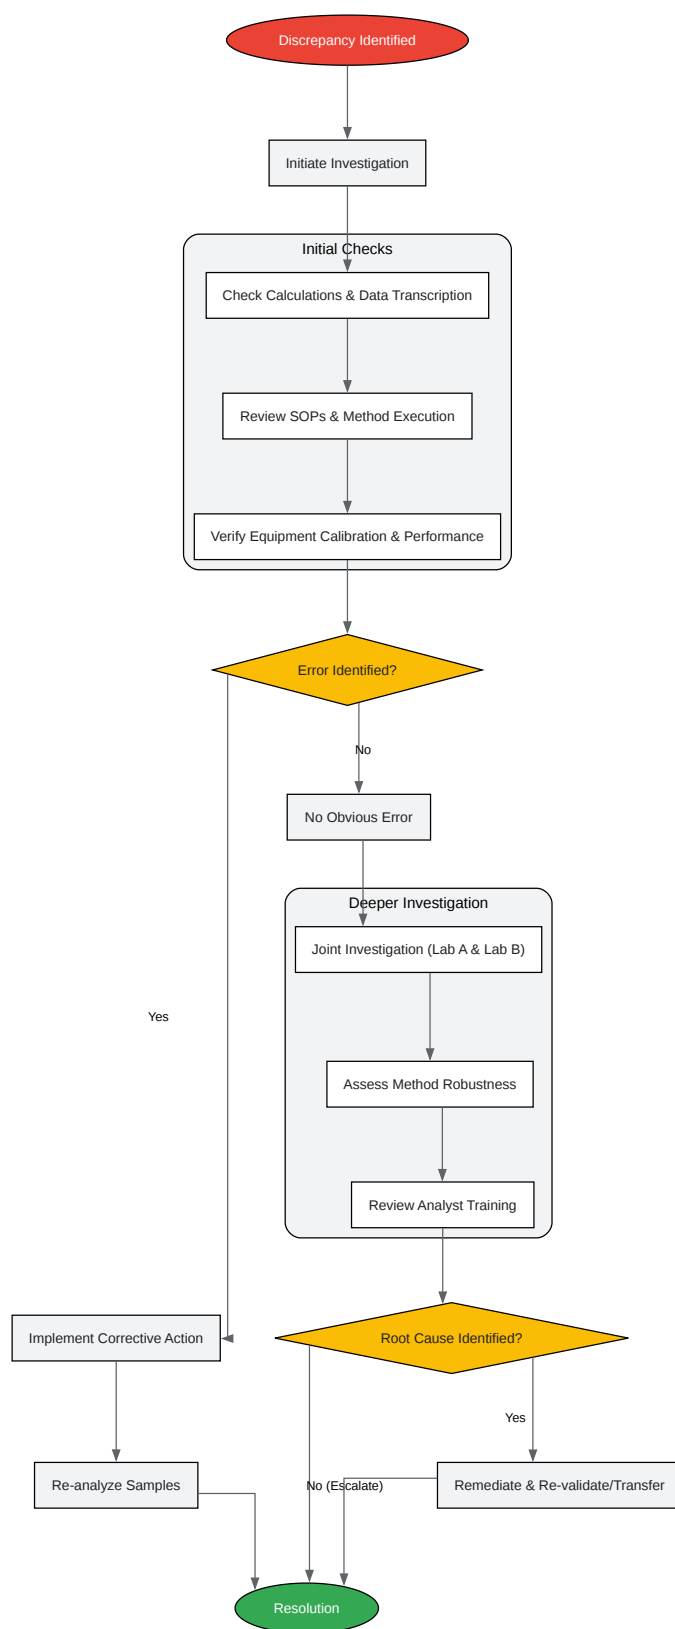 Discrepancy Identified
Initiate Investigation
Initial Checks
Check Calculations & Data Transcription
Review SOPs & Method Execution
Verify Equipment Calibration & Performance
Error Identified?
No
No Obvious Error
Deeper Investigation
Joint Investigation (Lab A & Lab B)
Yes
Assess Method Robustness
Review Analyst Training
Implement Corrective Action
Root Cause Identified?
Yes
Re-analyze Samples
No (Escalate)
Remediate & Re-validate/Transfer
Resolution